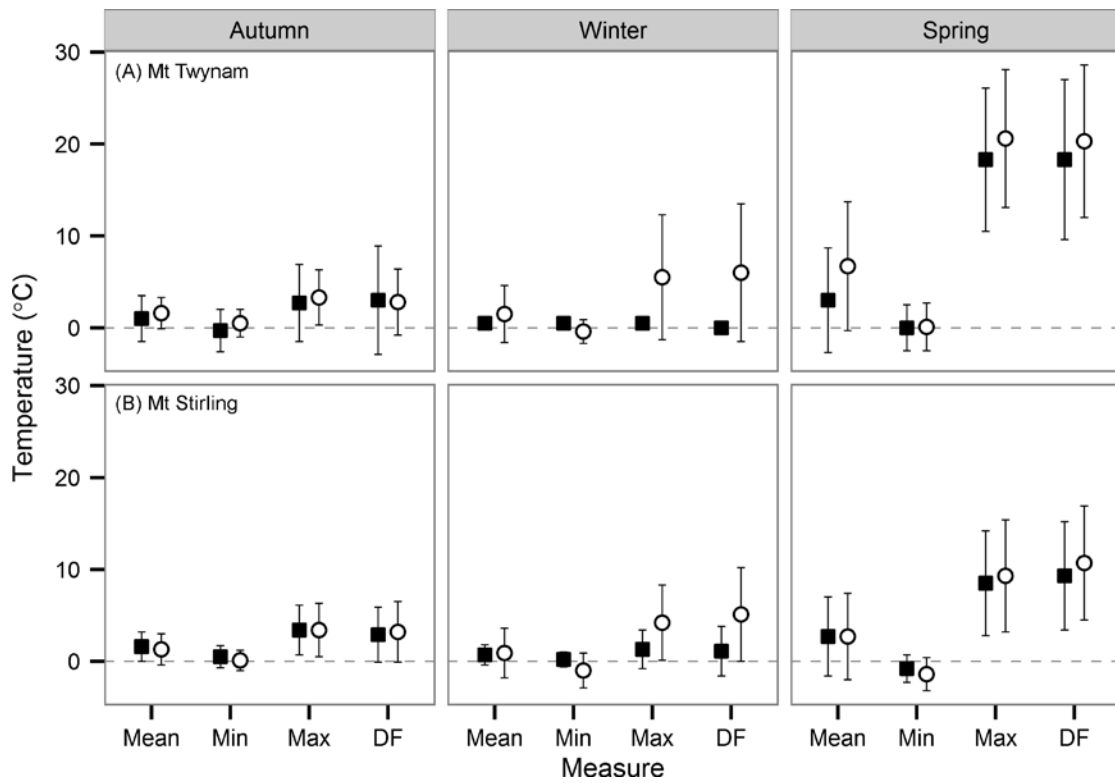 Autumn Winter Spring
(A) Mt Twynam
30
20
10
0
(B) Mt Stirling
30
20
10
0
Temperature (°C)
Mean Min Max DF Mean Min Max DF Mean Min Max DF
Measure